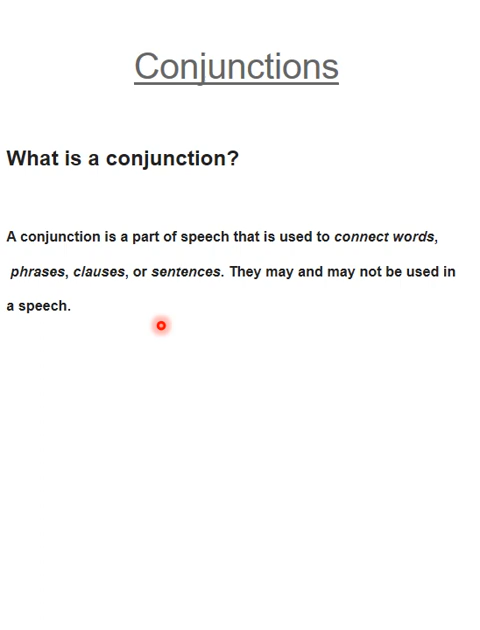 Conjunctions
What is a conjunction?
A conjunction is a part of speech that is used to connect words,
phrases, clauses, or sentences. They may and may not be used in
a speech.